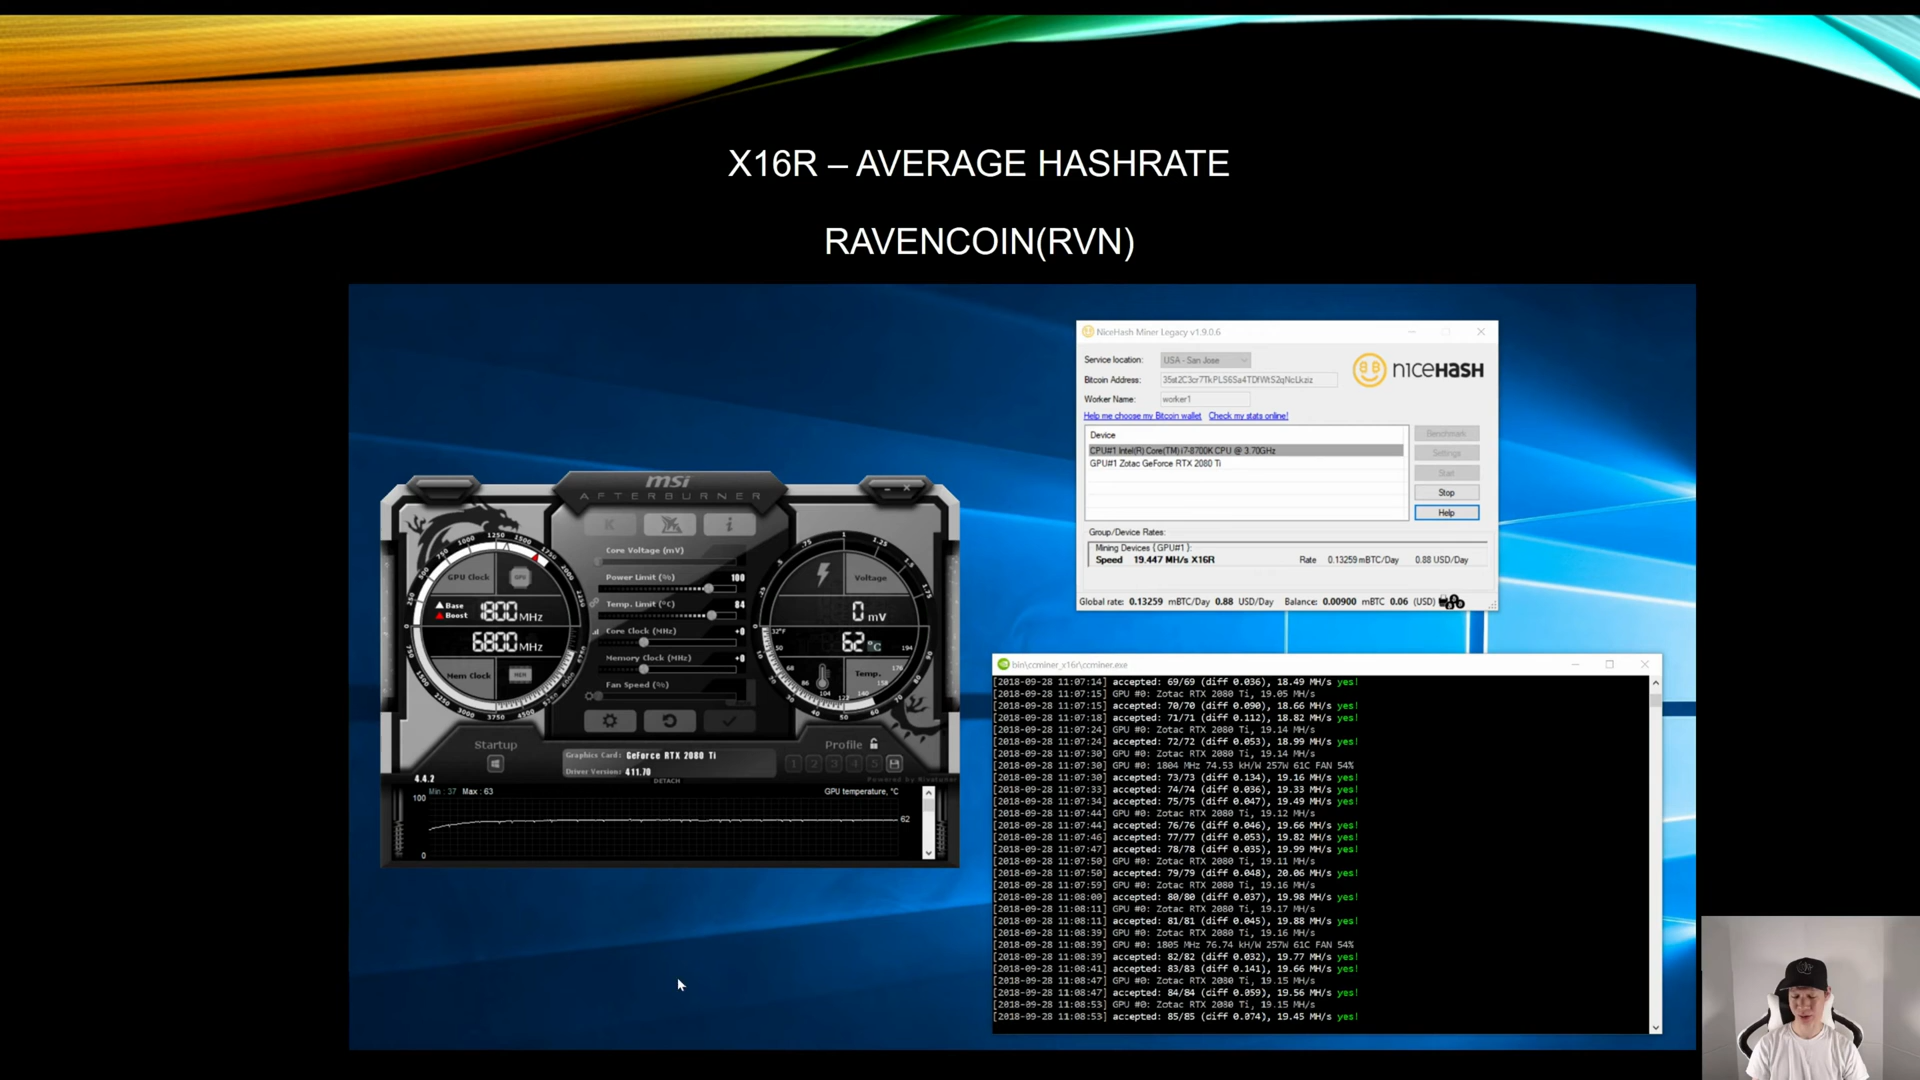 X16R – AVERAGE HASHRATE
RAVENCOIN(RVN)
NiceHash Miner Legacy v1.9.0.6
Service location: USA - San Jose
Bitcoin Address:
Worker Name: worker1
Help me choose my Bitcoin wallet Check my stats online!
NICEHASH
Device
CPU#1 Intel(R) Core(TM) i7-8700K CPU @ 3.70GHz
GPU#1 Zotac GeForce RTX 2080 Ti
Benchmark
Settings
Start
Stop
Help
Group/Device Rates:
Mining Devices { GPU#1 }:
Speed 19.447 MH/s X16R Rate 0.13259 mBTC/Day 0.88 USD/Day
Global rate: 0.13259 mBTC/Day 0.88 USD/Day Balance: 0.00900 mBTC 0.06 (USD)
msi
AFTERBURNER
K i
Core Voltage (mV)
Power Limit (%) 100
Temp. Limit (°C) 84
Core Clock (MHz) +0
Memory Clock (MHz) +0
Fan Speed (%)
GPU Clock GPU
Base
Boost
1800 MHz
6800 MHz
Mem Clock MEM
Voltage
0 mV
62 °C
Temp.
Startup
Graphics Card: GeForce RTX 2080 Ti
Driver Version: 411.70
DETACH
Profile
1 2 3 4 5
Powered by Rivatuner
4.4.2
Min : 37 Max : 63
GPU temperature, °C
100
62
0
bin\ccminer_x16r\ccminer.exe
[2018-09-28 11:07:14] accepted: 69/69 (diff 0.036), 18.49 MH/s yes!
[2018-09-28 11:07:15] GPU #0: Zotac RTX 2080 Ti, 19.05 MH/s
[2018-09-28 11:07:15] accepted: 70/70 (diff 0.090), 18.66 MH/s yes!
[2018-09-28 11:07:18] accepted: 71/71 (diff 0.112), 18.82 MH/s yes!
[2018-09-28 11:07:24] GPU #0: Zotac RTX 2080 Ti, 19.14 MH/s
[2018-09-28 11:07:24] accepted: 72/72 (diff 0.053), 18.99 MH/s yes!
[2018-09-28 11:07:30] GPU #0: Zotac RTX 2080 Ti, 19.14 MH/s
[2018-09-28 11:07:30] GPU #0: 1804 MHz 74.53 kH/W 257W 61C FAN 54%
[2018-09-28 11:07:30] accepted: 73/73 (diff 0.134), 19.16 MH/s yes!
[2018-09-28 11:07:33] accepted: 74/74 (diff 0.036), 19.33 MH/s yes!
[2018-09-28 11:07:34] accepted: 75/75 (diff 0.047), 19.49 MH/s yes!
[2018-09-28 11:07:44] GPU #0: Zotac RTX 2080 Ti, 19.12 MH/s
[2018-09-28 11:07:44] accepted: 76/76 (diff 0.046), 19.66 MH/s yes!
[2018-09-28 11:07:46] accepted: 77/77 (diff 0.053), 19.82 MH/s yes!
[2018-09-28 11:07:47] accepted: 78/78 (diff 0.035), 19.99 MH/s yes!
[2018-09-28 11:07:50] GPU #0: Zotac RTX 2080 Ti, 19.11 MH/s
[2018-09-28 11:07:50] accepted: 79/79 (diff 0.048), 20.06 MH/s yes!
[2018-09-28 11:07:59] GPU #0: Zotac RTX 2080 Ti, 19.16 MH/s
[2018-09-28 11:08:00] accepted: 80/80 (diff 0.037), 19.98 MH/s yes!
[2018-09-28 11:08:11] GPU #0: Zotac RTX 2080 Ti, 19.17 MH/s
[2018-09-28 11:08:11] accepted: 81/81 (diff 0.045), 19.88 MH/s yes!
[2018-09-28 11:08:39] GPU #0: Zotac RTX 2080 Ti, 19.16 MH/s
[2018-09-28 11:08:39] GPU #0: 1805 MHz 76.74 kH/W 257W 61C FAN 54%
[2018-09-28 11:08:39] accepted: 82/82 (diff 0.032), 19.77 MH/s yes!
[2018-09-28 11:08:41] accepted: 83/83 (diff 0.141), 19.66 MH/s yes!
[2018-09-28 11:08:47] GPU #0: Zotac RTX 2080 Ti, 19.15 MH/s
[2018-09-28 11:08:47] accepted: 84/84 (diff 0.059), 19.56 MH/s yes!
[2018-09-28 11:08:53] GPU #0: Zotac RTX 2080 Ti, 19.15 MH/s
[2018-09-28 11:08:53] accepted: 85/85 (diff 0.074), 19.45 MH/s yes!